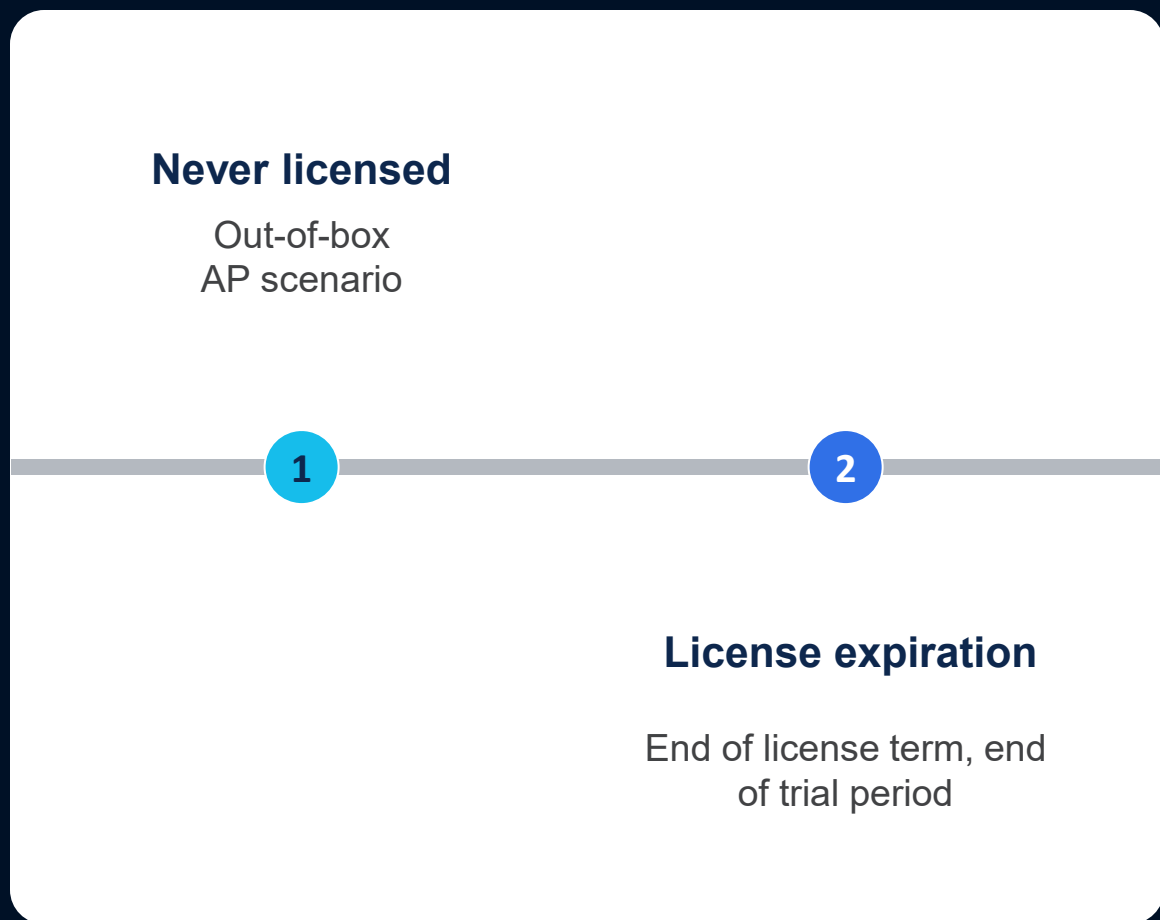 Never licensed
Out-of-box
AP scenario
1
2
License expiration
End of license term, end
of trial period